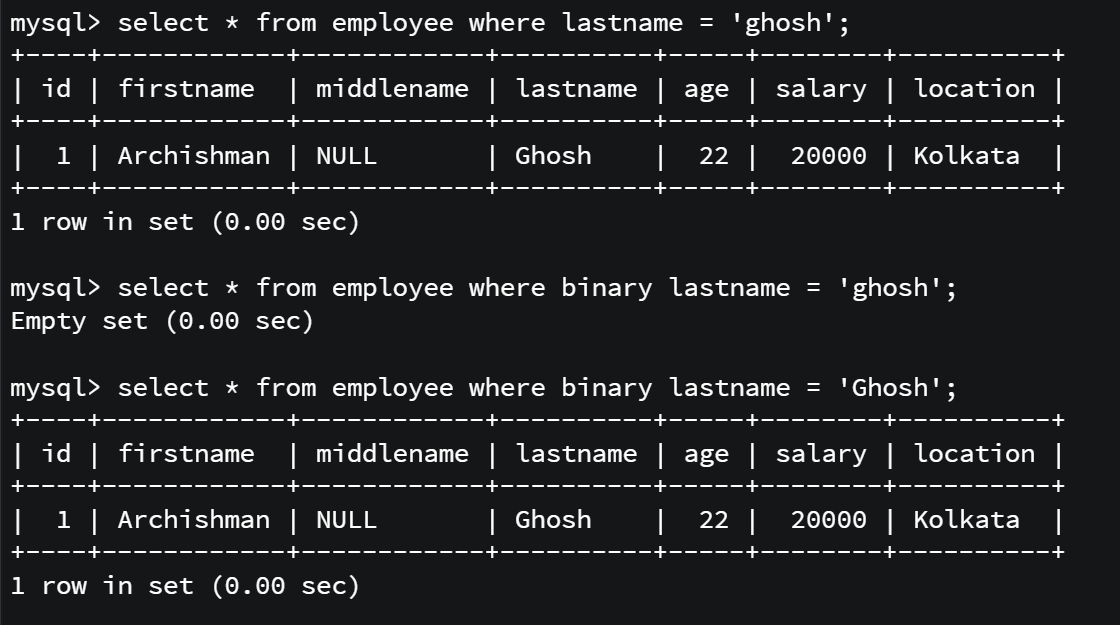 mysql> select * from employee where lastname = 'ghosh';
+----+------------+------------+----------+-----+--------+----------+
| id | firstname  | middlename | lastname | age | salary | location |
+----+------------+------------+----------+-----+--------+----------+
|  1 | Archishman | NULL       | Ghosh    |  22 |  20000 | Kolkata  |
+----+------------+------------+----------+-----+--------+----------+
1 row in set (0.00 sec)

mysql> select * from employee where binary lastname = 'ghosh';
Empty set (0.00 sec)

mysql> select * from employee where binary lastname = 'Ghosh';
+----+------------+------------+----------+-----+--------+----------+
| id | firstname  | middlename | lastname | age | salary | location |
+----+------------+------------+----------+-----+--------+----------+
|  1 | Archishman | NULL       | Ghosh    |  22 |  20000 | Kolkata  |
+----+------------+------------+----------+-----+--------+----------+
1 row in set (0.00 sec)